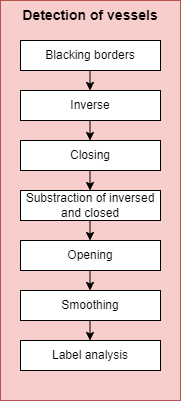 Detection of vessels
Blacking borders
Inverse
Closing
Substraction of inversed
and closed
Opening
Smoothing
Label analysis